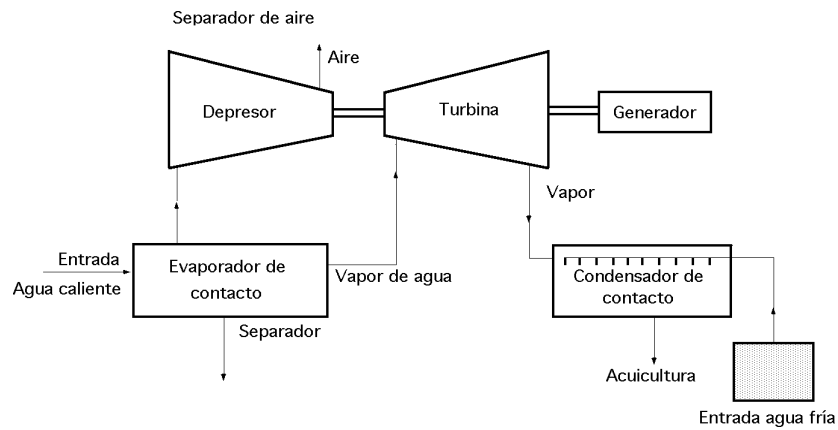 Separador de aire
Aire
Depresor
Turbina
Generador
Vapor
Entrada
Agua caliente
Evaporador de
contacto
Vapor de agua
Condensador de
contacto
Separador
Acuicultura
Entrada agua fría